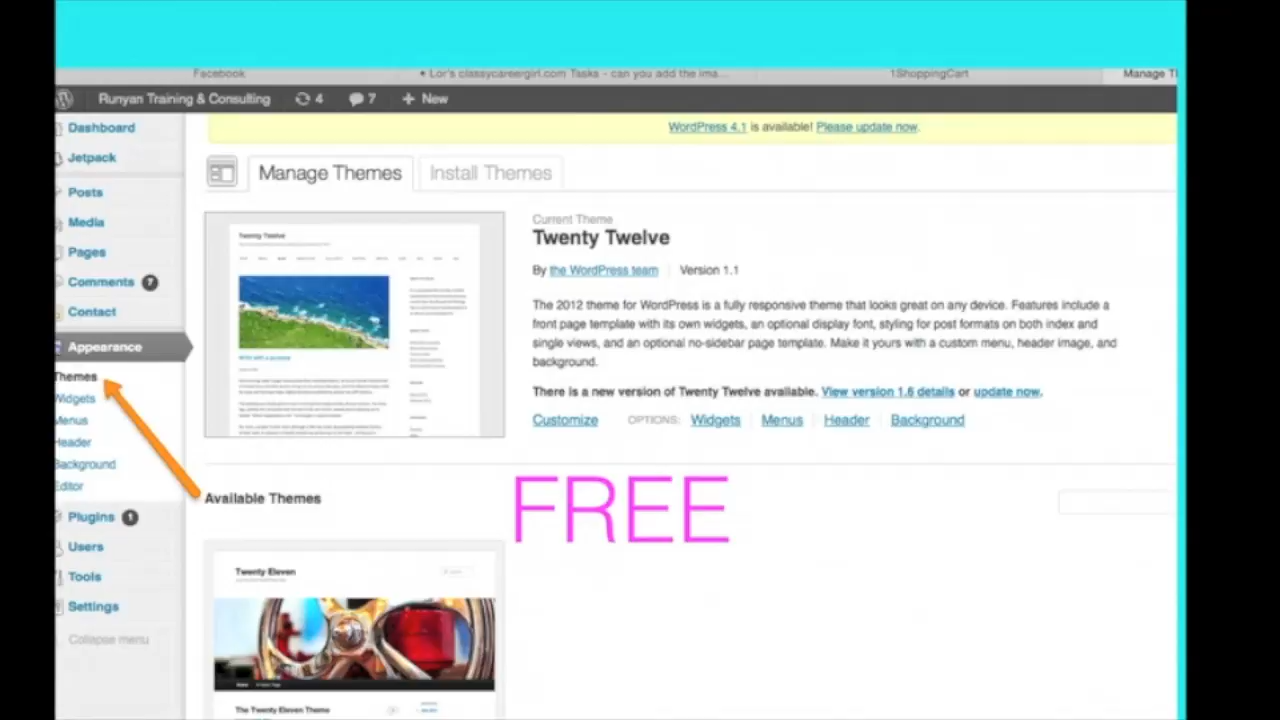 Facebook
• Lor's classycareergirl.com Tasks - can you add the ima...
1ShoppingCart
Manage Tl
Runyan Training & Consulting 4 7 + New
WordPress 4.1 is available! Please update now.
Dashboard
Jetpack
Posts
Media
Pages
Comments 7
Contact
Appearance
Themes
Widgets
Menus
Header
Background
Editor
Plugins 1
Users
Tools
Settings
Collapse menu
Manage Themes
Install Themes
Twenty Twelve
Current Theme
Twenty Twelve
By the WordPress team Version 1.1
The 2012 theme for WordPress is a fully responsive theme that looks great on any device. Features include a
front page template with its own widgets, an optional display font, styling for post formats on both index and
single views, and an optional no-sidebar page template. Make it yours with a custom menu, header image, and
background.
There is a new version of Twenty Twelve available. View version 1.6 details or update now.
Customize OPTIONS: Widgets Menus Header Background
Available Themes
FREE
Twenty Eleven
The Twenty Eleven Theme